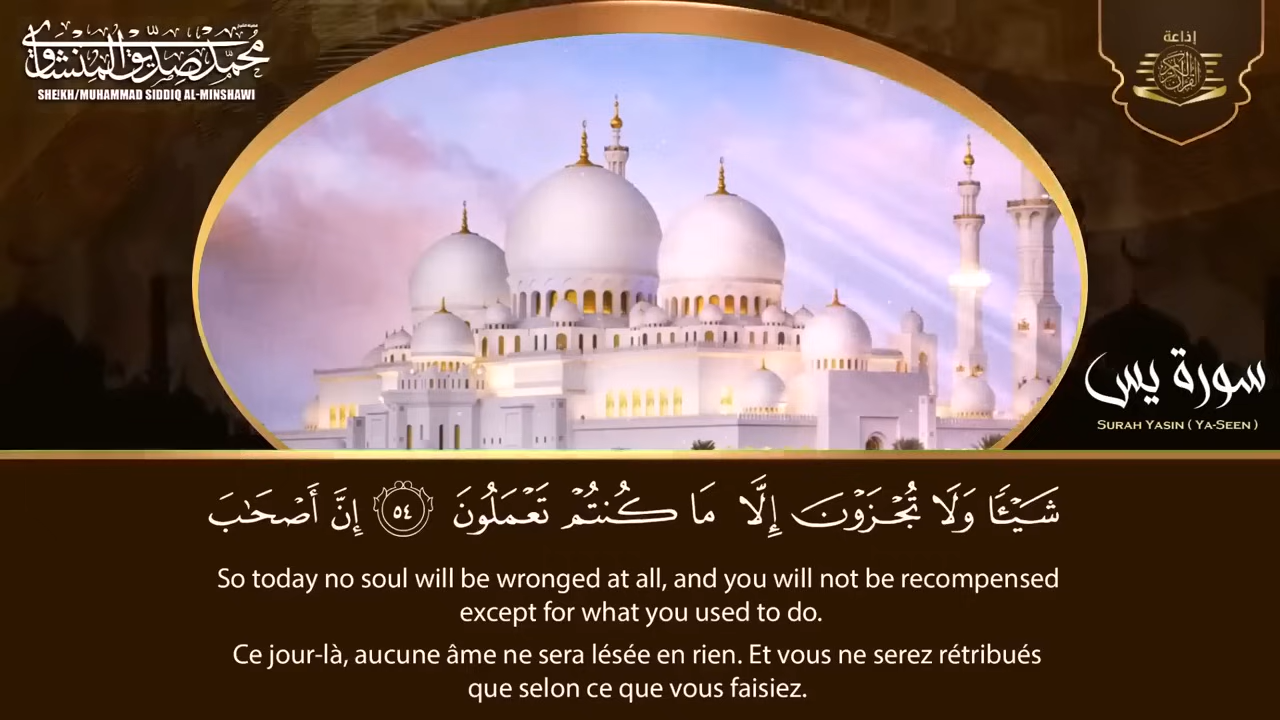 محمد صديق المنشاوي
SHEIKH/MUHAMMAD SIDDIQ AL-MINSHAWI
إذاعة
القرآن الكريم
سورة يس
SURAH YASIN ( YA-SEEN )
شَيْـًٔا وَلَا تُجْزَوْنَ إِلَّا مَا كُنتُمْ تَعْمَلُونَ ٥٤ إِنَّ أَصْحَٰبَ
So today no soul will be wronged at all, and you will not be recompensed
except for what you used to do.
Ce jour-là, aucune âme ne sera lésée en rien. Et vous ne serez rétribués
que selon ce que vous faisiez.